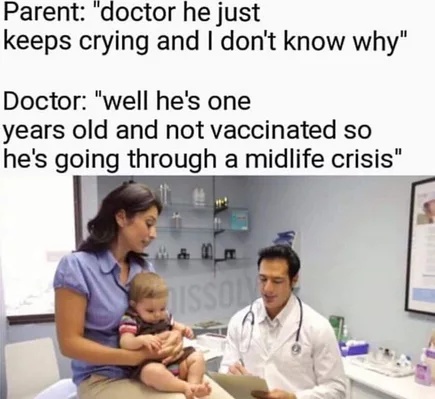 Parent: "doctor he just
keeps crying and I don't know why"
Doctor: "well he's one
years old and not vaccinated so
he's going through a midlife crisis"